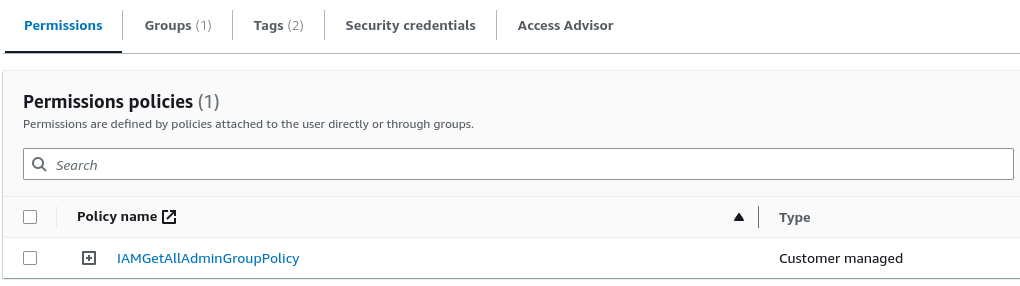 Permissions Groups (1) Tags (2) Security credentials Access Advisor
Permissions policies (1)
Permissions are defined by policies attached to the user directly or through groups.
Search
Policy name Type
IAMGetAllAdminGroupPolicy Customer managed